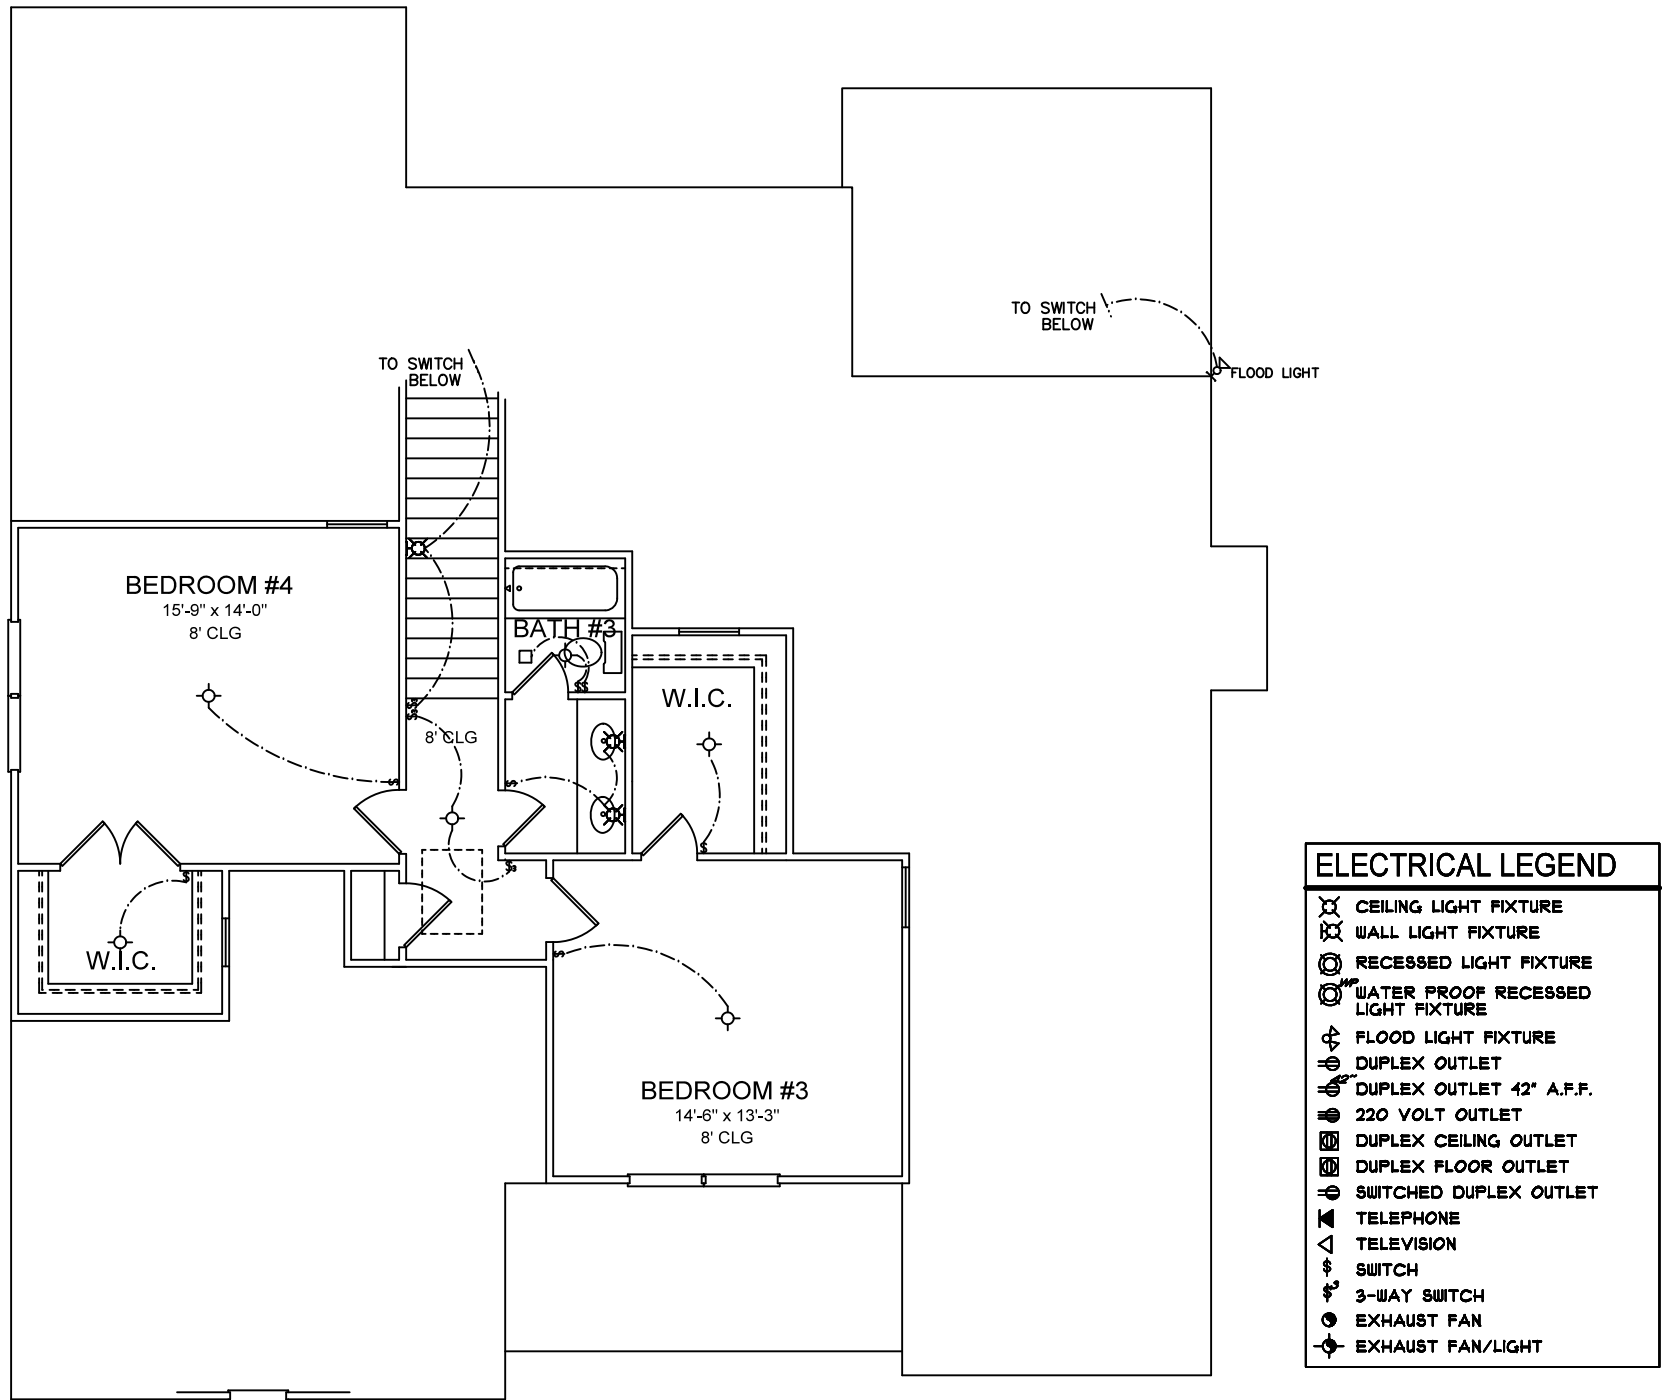 TO SWITCH
BELOW
FLOOD LIGHT
TO SWITCH
BELOW
BEDROOM #4
15'-9" x 14'-0"
8' CLG
BATH #3
W.I.C.
8' CLG
W.I.C.
BEDROOM #3
14'-6" x 13'-3"
8' CLG
ELECTRICAL LEGEND
CEILING LIGHT FIXTURE
WALL LIGHT FIXTURE
RECESSED LIGHT FIXTURE
WP WATER PROOF RECESSED
LIGHT FIXTURE
FLOOD LIGHT FIXTURE
DUPLEX OUTLET
42" DUPLEX OUTLET 42" A.F.F.
220 VOLT OUTLET
DUPLEX CEILING OUTLET
DUPLEX FLOOR OUTLET
SWITCHED DUPLEX OUTLET
TELEPHONE
TELEVISION
$ SWITCH
$3 3-WAY SWITCH
EXHAUST FAN
EXHAUST FAN/LIGHT